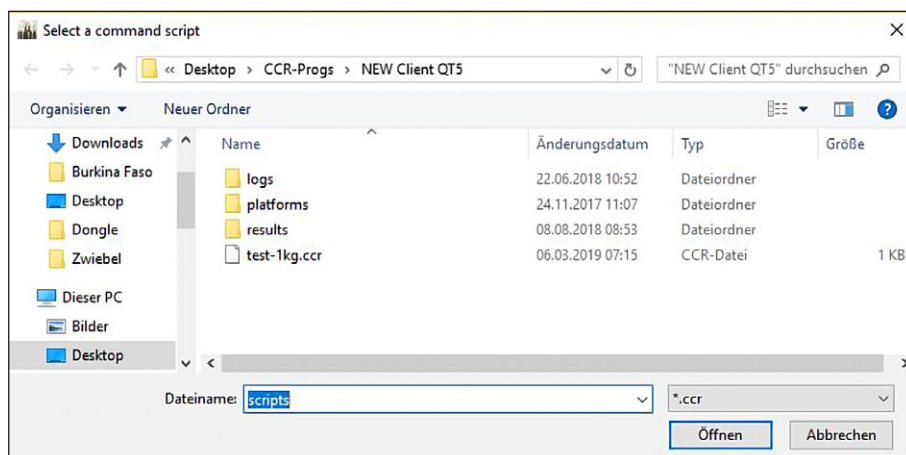 Select a command script
« Desktop > CCR-Progs > NEW Client QT5
"NEW Client QT5" durchsuchen
Organisieren
Neuer Ordner
Downloads
Burkina Faso
Desktop
Dongle
Zwiebel
Dieser PC
Bilder
Desktop
Name Änderungsdatum Typ Größe
logs 22.06.2018 10:52 Dateiordner
platforms 24.11.2017 11:07 Dateiordner
results 08.08.2018 08:53 Dateiordner
test-1kg.ccr 06.03.2019 07:15 CCR-Datei 1 KB
Dateiname: scripts
*.ccr
Öffnen
Abbrechen